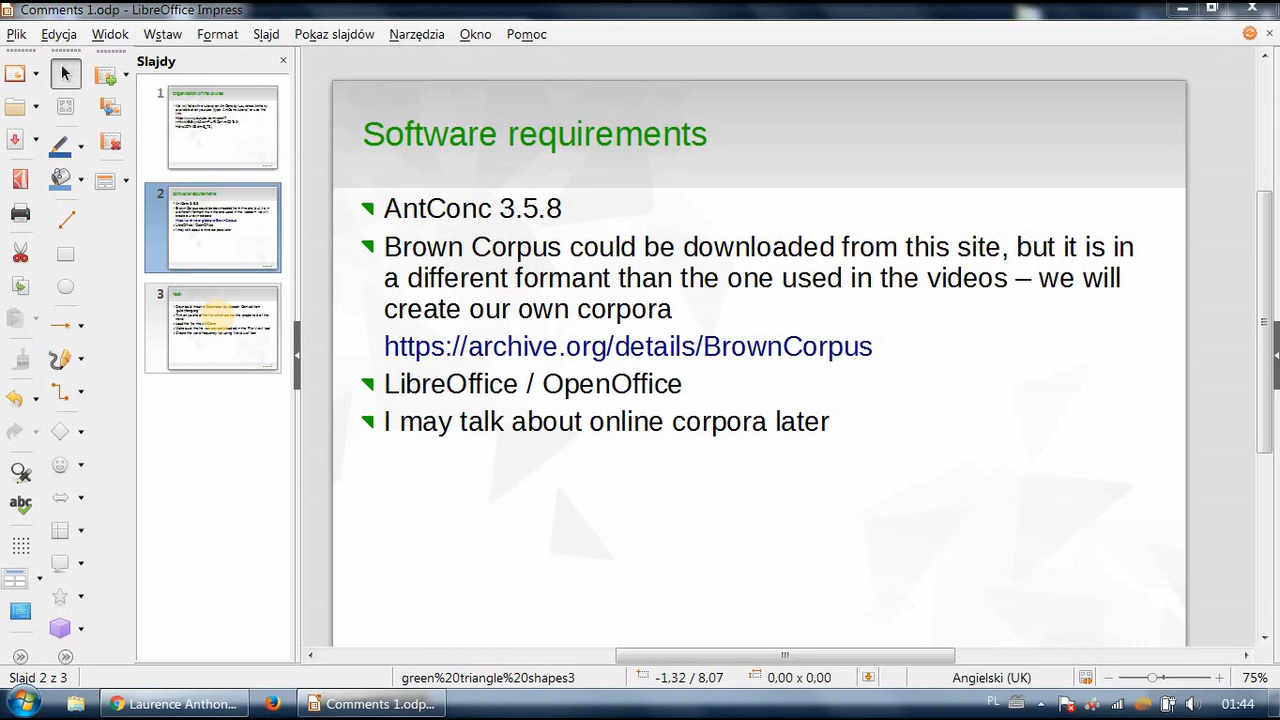 Comments 1.odp - LibreOffice Impress
Plik Edycja Widok Wstaw Format Slajd Pokaz slajdów Narzędzia Okno Pomoc
Slajdy
1
2
3
Software requirements
AntConc 3.5.8
Brown Corpus could be downloaded from this site, but it is in
a different formant than the one used in the videos – we will
create our own corpora
https://archive.org/details/BrownCorpus
LibreOffice / OpenOffice
I may talk about online corpora later
abc
Slajd 2 z 3 green%20triangle%20shapes3 -1,32 / 8,07 0,00 x 0,00 Angielski (UK) 75%
Laurence Anthon... Comments 1.odp... PL 01:44